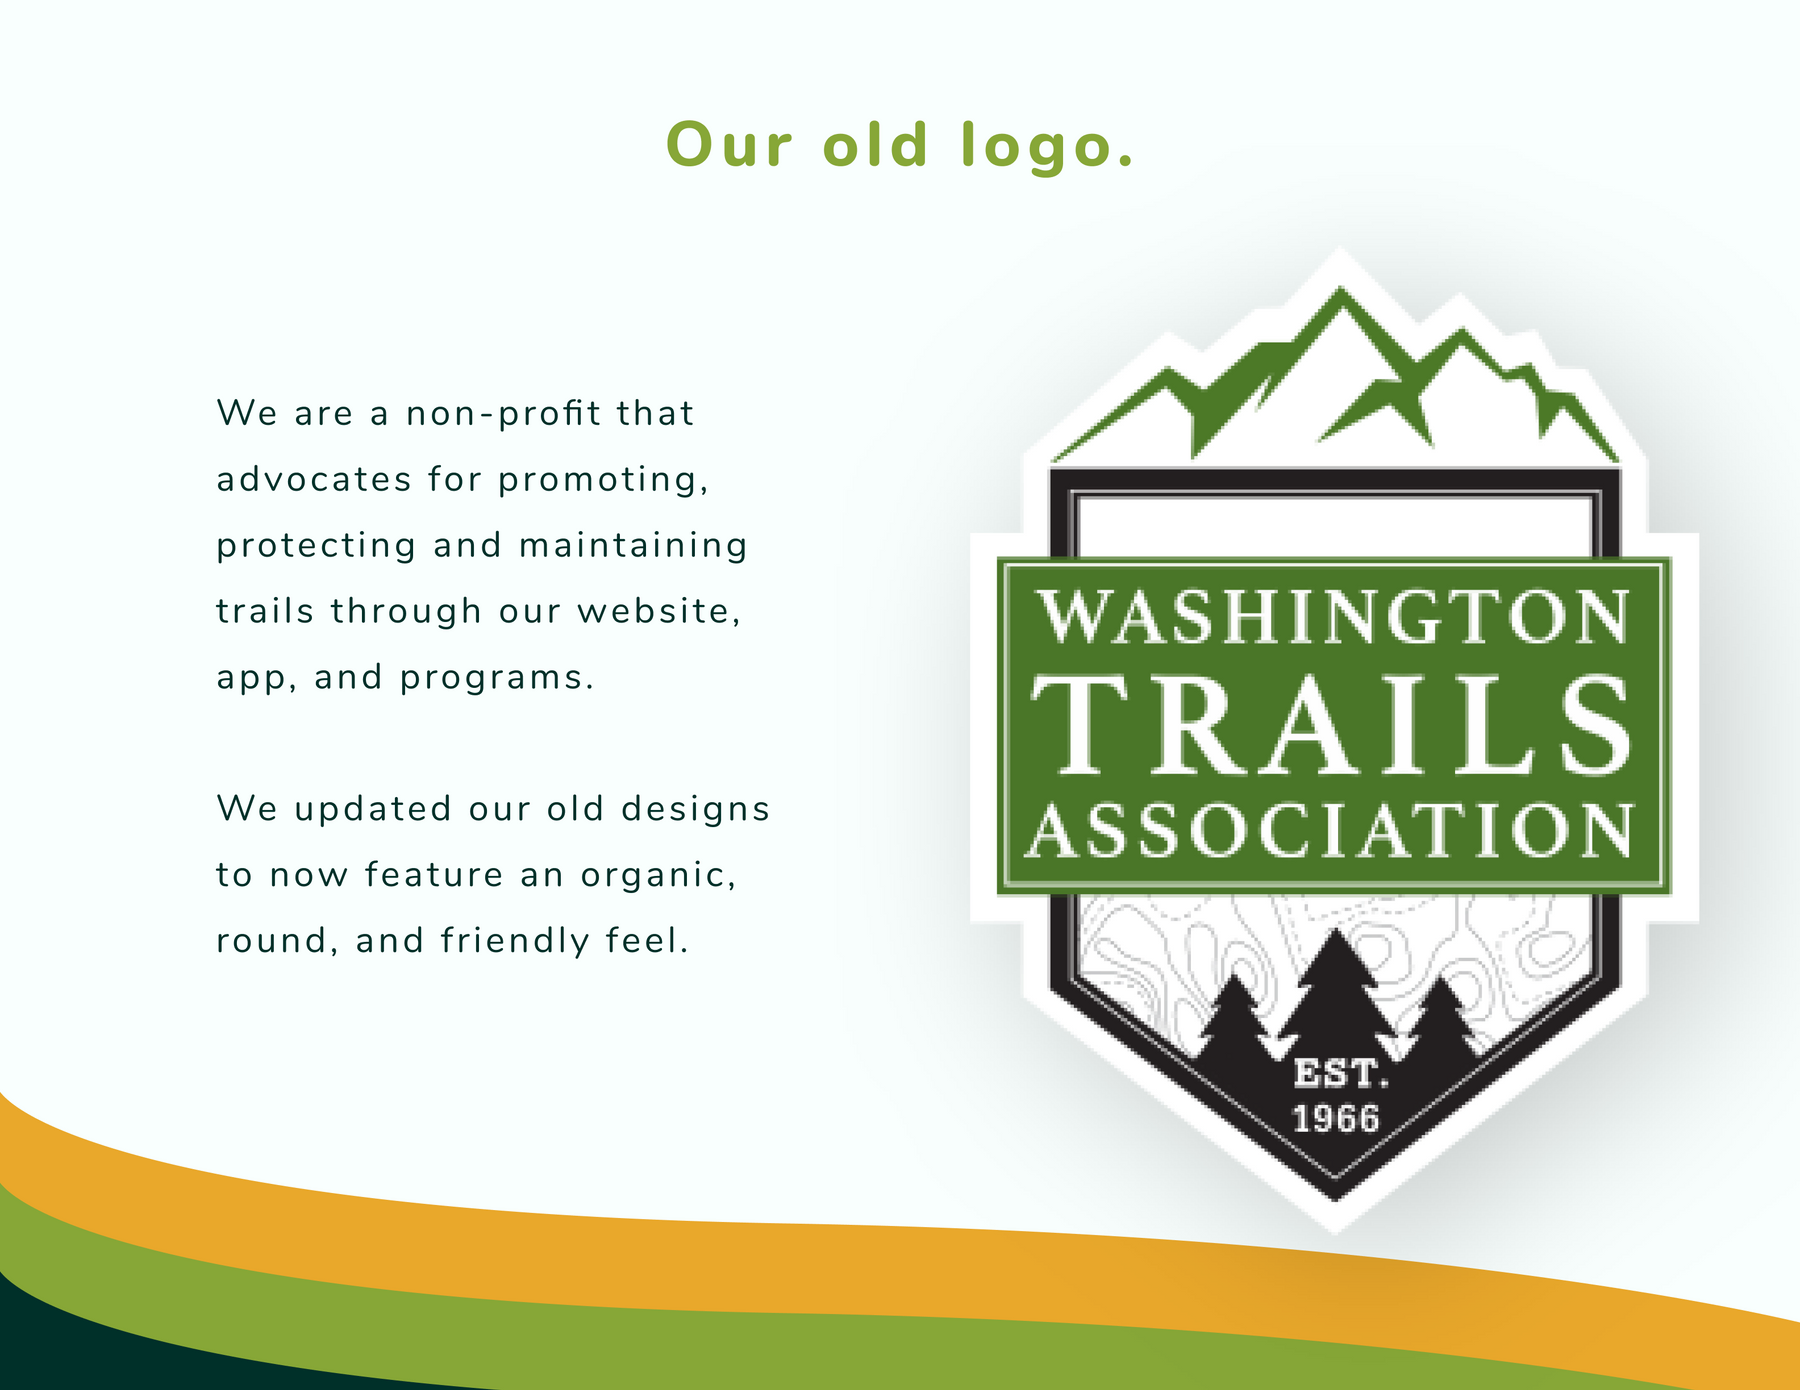 Our old logo.
We are a non-profit that
advocates for promoting,
protecting and maintaining
trails through our website,
app, and programs.
We updated our old designs
to now feature an organic,
round, and friendly feel.
WASHINGTON
TRAILS
ASSOCIATION
EST.
1966